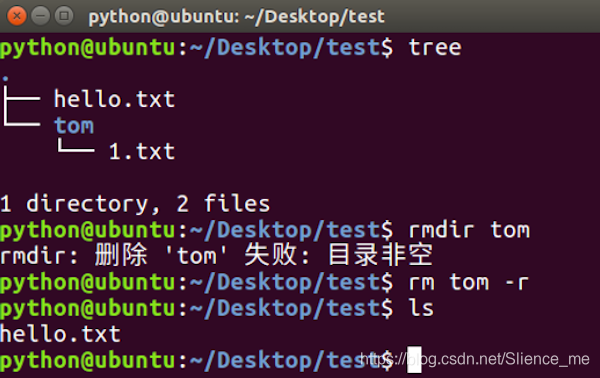 python@ubuntu: ~/Desktop/test
python@ubuntu:~/Desktop/test$ tree
.
├── hello.txt
└── tom
    └── 1.txt
1 directory, 2 files
python@ubuntu:~/Desktop/test$ rmdir tom
rmdir: 删除 'tom' 失败: 目录非空
python@ubuntu:~/Desktop/test$ rm tom -r
python@ubuntu:~/Desktop/test$ ls
hello.txt
python@ubuntu:~/Desktop/test$
https://blog.csdn.net/Slience_me